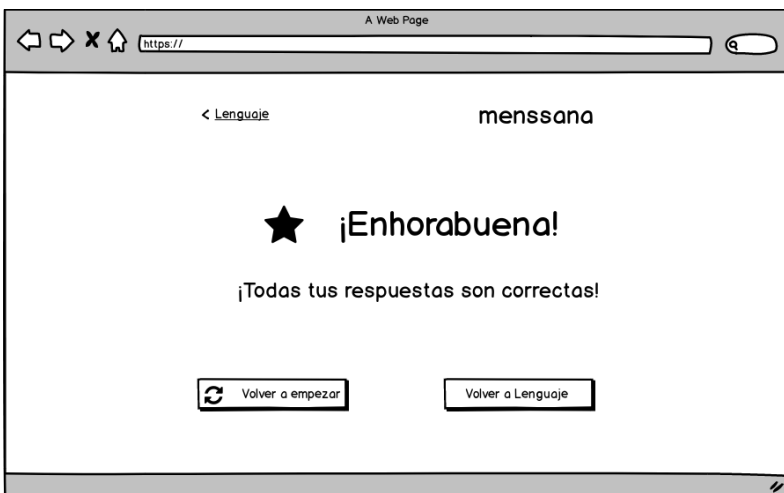 A Web Page
https://
Lenguaje
menssana
¡Enhorabuena!
¡Todas tus respuestas son correctas!
Volver a empezar
Volver a Lenguaje